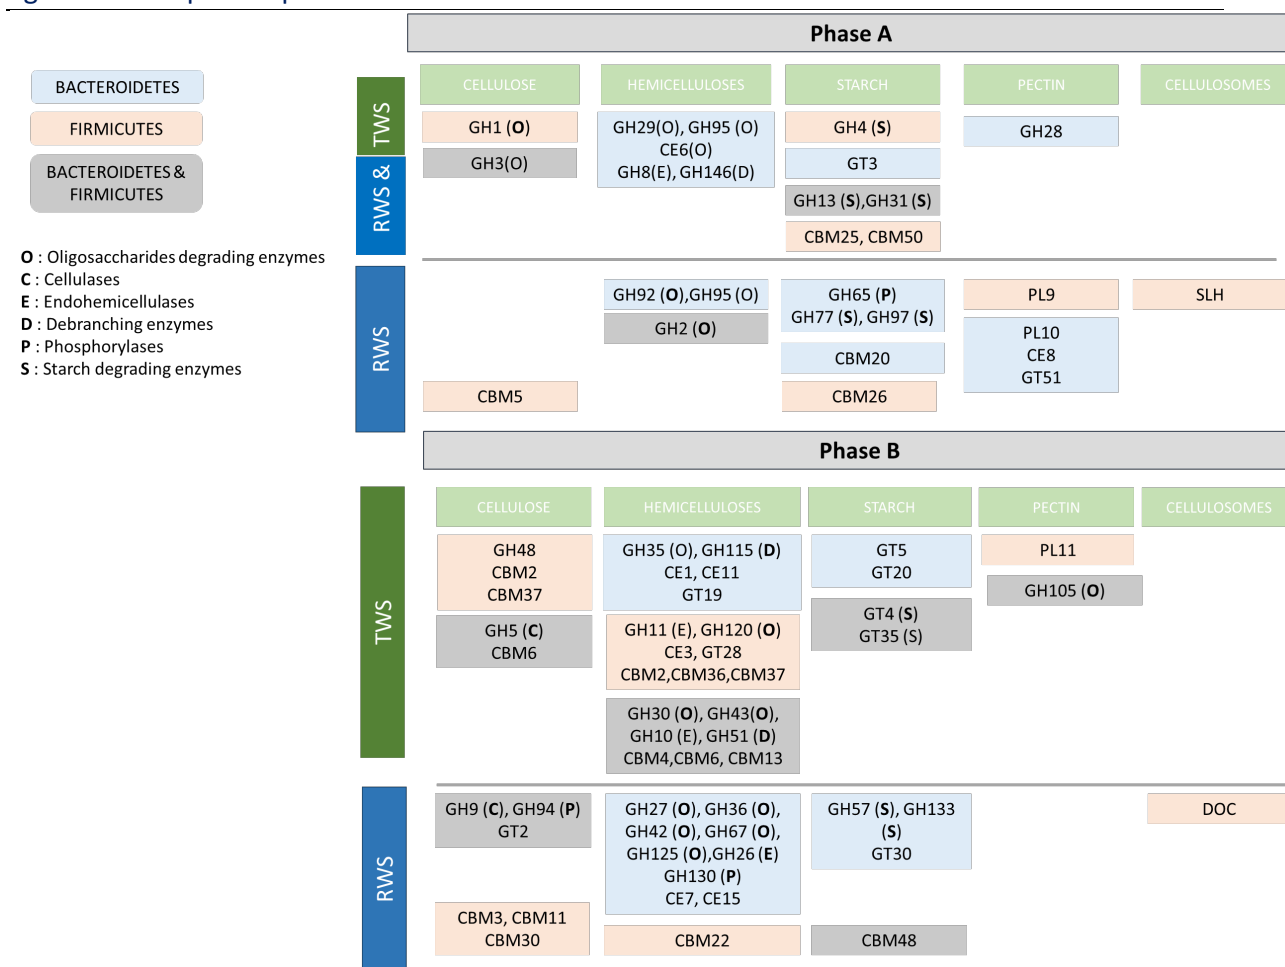 Phase A
BACTEROIDETES
FIRMICUTES
BACTEROIDETES &
FIRMICUTES
O : Oligosaccharides degrading enzymes
C : Cellulases
E : Endohemicellulases
D : Debranching enzymes
P : Phosphorylases
S : Starch degrading enzymes
RWS & TWS
CELLULOSE
HEMICELLULOSES
STARCH
PECTIN
CELLULOSOMES
GH1 (O)
GH3(O)
GH29(O), GH95 (O)
CE6(O)
GH8(E), GH146(D)
GH4 (S)
GT3
GH13 (S),GH31 (S)
CBM25, CBM50
GH28
RWS
CBM5
GH92 (O),GH95 (O)
GH2 (O)
GH65 (P)
GH77 (S), GH97 (S)
CBM20
CBM26
PL9
PL10
CE8
GT51
SLH
Phase B
CELLULOSE
HEMICELLULOSES
STARCH
PECTIN
CELLULOSOMES
TWS
GH48
CBM2
CBM37
GH5 (C)
CBM6
GH35 (O), GH115 (D)
CE1, CE11
GT19
GH11 (E), GH120 (O)
CE3, GT28
CBM2,CBM36,CBM37
GH30 (O), GH43(O),
GH10 (E), GH51 (D)
CBM4,CBM6, CBM13
GT5
GT20
GT4 (S)
GT35 (S)
PL11
GH105 (O)
RWS
GH9 (C), GH94 (P)
GT2
CBM3, CBM11
CBM30
GH27 (O), GH36 (O),
GH42 (O), GH67 (O),
GH125 (O),GH26 (E)
GH130 (P)
CE7, CE15
CBM22
GH57 (S), GH133
(S)
GT30
CBM48
DOC